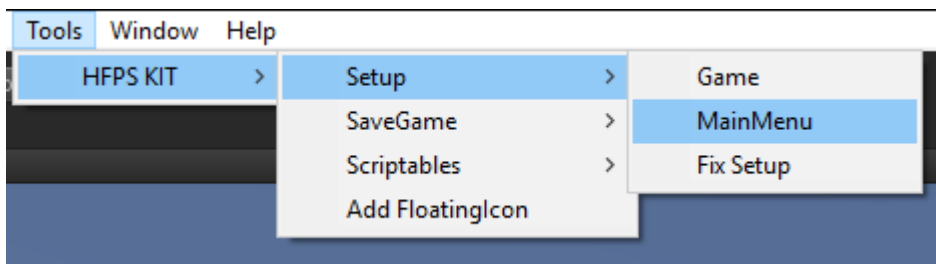 Tools Window Help
HFPS KIT > Setup > Game
SaveGame > MainMenu
Scriptables > Fix Setup
Add FloatingIcon